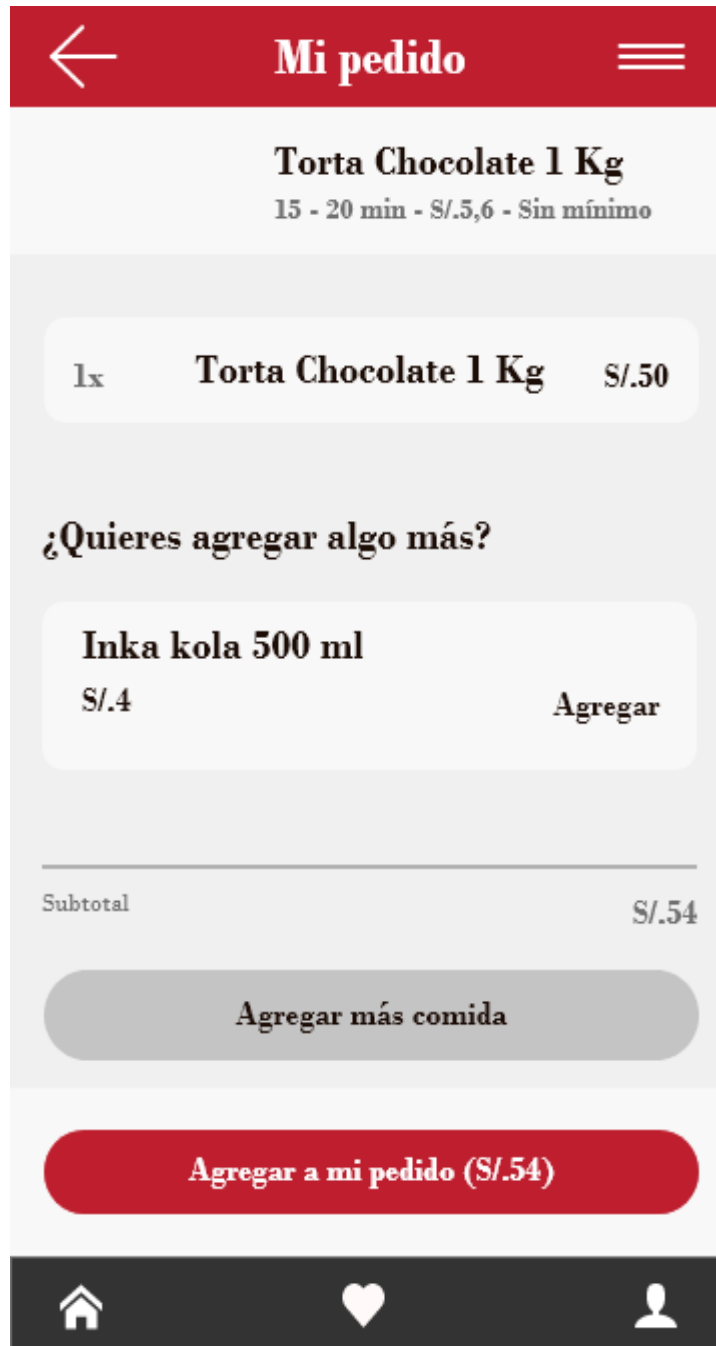 Mi pedido
Torta Chocolate 1 Kg
15 - 20 min - S/.5,6 - Sin mínimo
1x Torta Chocolate 1 Kg S/.50
¿Quieres agregar algo más?
Inka kola 500 ml
S/.4 Agregar
Subtotal S/.54
Agregar más comida
Agregar a mi pedido (S/.54)